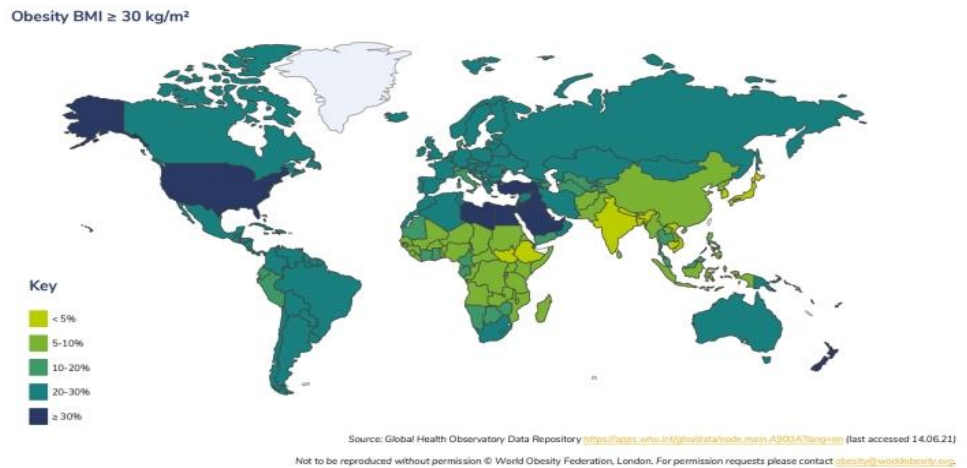 Obesity BMI ≥ 30 kg/m²
Key
< 5%
5-10%
10-20%
20-30%
≥ 30%
Source: Global Health Observatory Data Repository https://apps.who.int/gho/data/node.main.A900A?lang=en (last accessed 14.06.21)
Not to be reproduced without permission © World Obesity Federation, London. For permission requests please contact obesity@worldobesity.org.